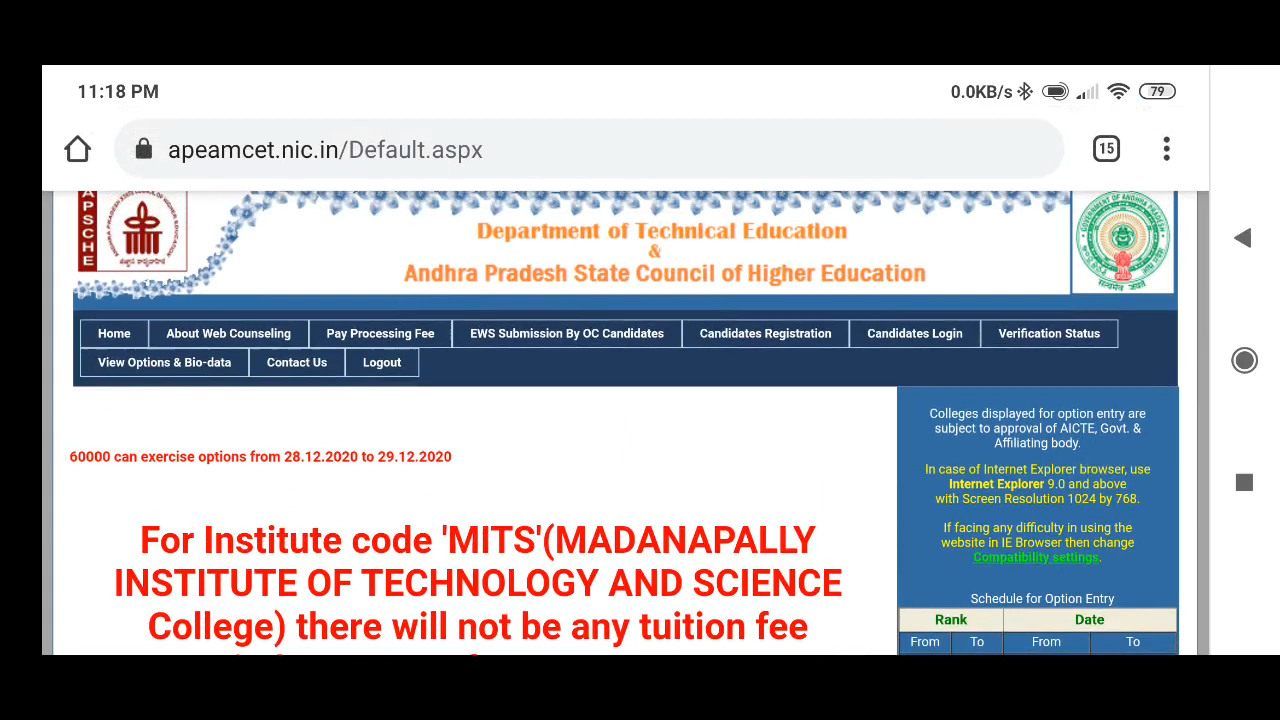 11:18 PM
0.0KB/s
79
apeamcet.nic.in/Default.aspx
15
APSCHE
Department of Technical Education
&
Andhra Pradesh State Council of Higher Education
Home
About Web Counseling
Pay Processing Fee
EWS Submission By OC Candidates
Candidates Registration
Candidates Login
Verification Status
View Options & Bio-data
Contact Us
Logout
60000 can exercise options from 28.12.2020 to 29.12.2020
For Institute code 'MITS'(MADANAPALLY
INSTITUTE OF TECHNOLOGY AND SCIENCE
College) there will not be any tuition fee
Colleges displayed for option entry are
subject to approval of AICTE, Govt. &
Affiliating body.
In case of Internet Explorer browser, use
Internet Explorer 9.0 and above
with Screen Resolution 1024 by 768.
If facing any difficulty in using the
website in IE Browser then change
Compatibility settings.
Schedule for Option Entry
Rank
Date
From
To
From
To